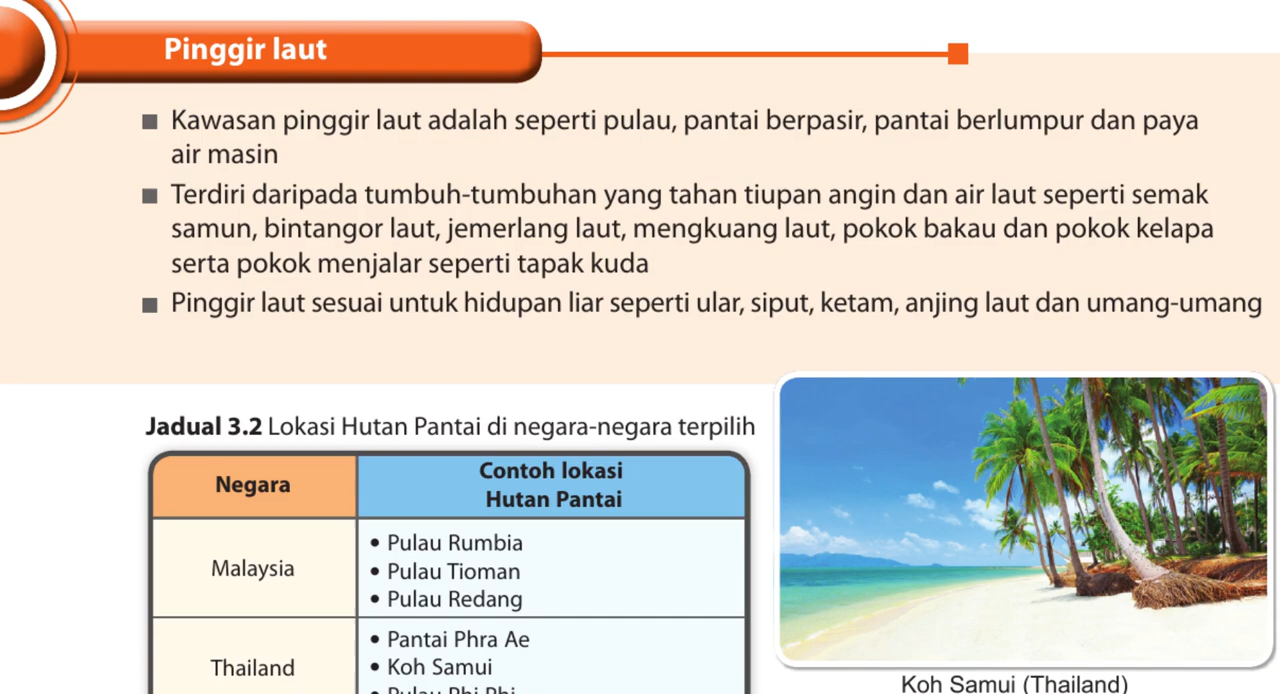 Pinggir laut
■ Kawasan pinggir laut adalah seperti pulau, pantai berpasir, pantai berlumpur dan paya
air masin
■ Terdiri daripada tumbuh-tumbuhan yang tahan tiupan angin dan air laut seperti semak
samun, bintangor laut, jemerlang laut, mengkuang laut, pokok bakau dan pokok kelapa
serta pokok menjalar seperti tapak kuda
■ Pinggir laut sesuai untuk hidupan liar seperti ular, siput, ketam, anjing laut dan umang-umang
Jadual 3.2 Lokasi Hutan Pantai di negara-negara terpilih
Negara
Contoh lokasi
Hutan Pantai
Malaysia
• Pulau Rumbia
• Pulau Tioman
• Pulau Redang
Thailand
• Pantai Phra Ae
• Koh Samui
• Pulau Phi Phi
Koh Samui (Thailand)